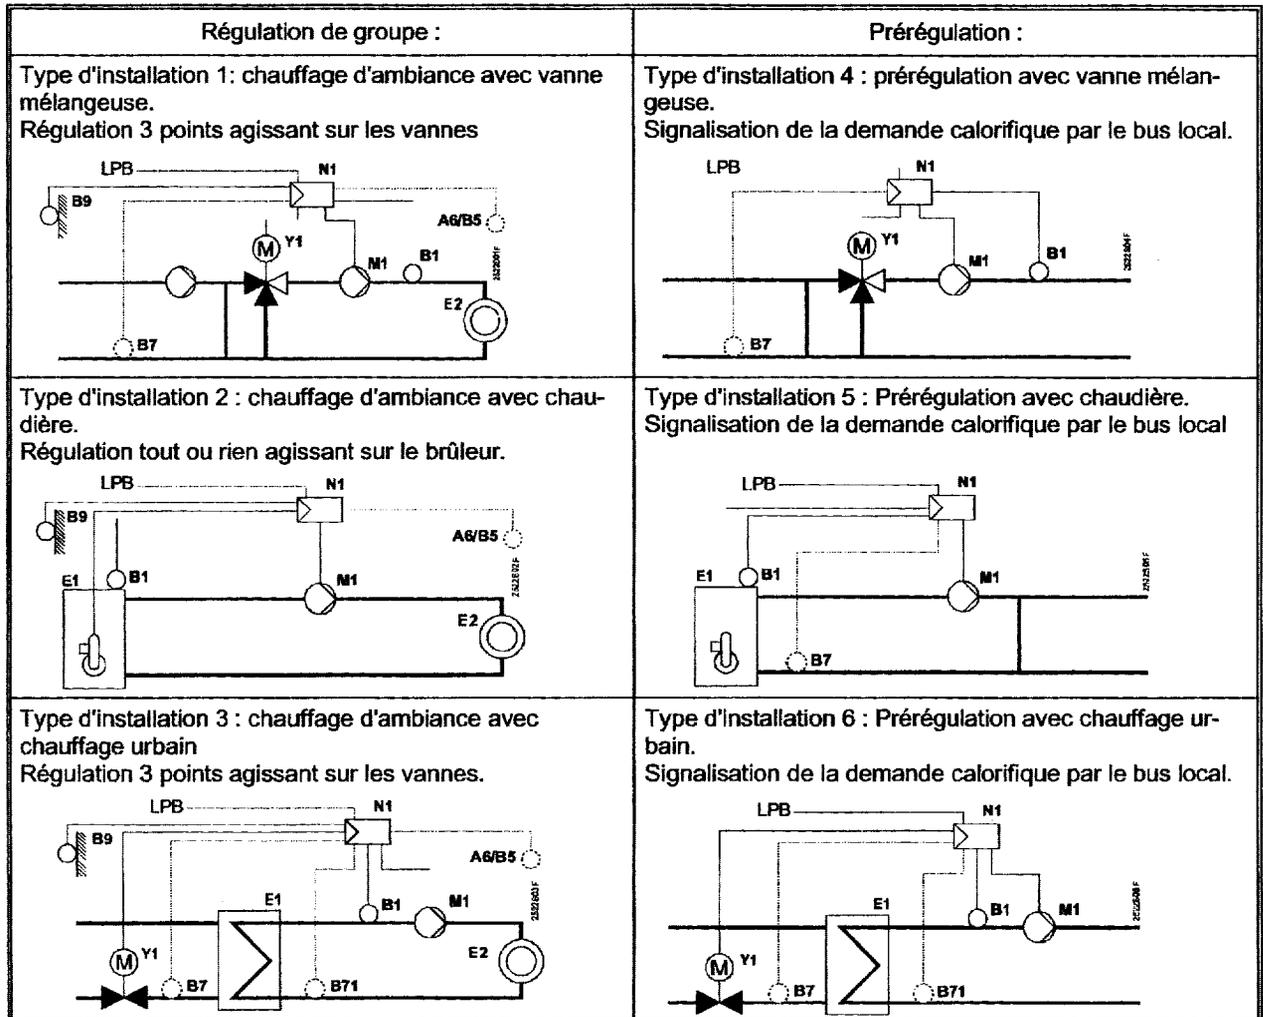 Régulation de groupe :
Prérégulation :
Type d'installation 1: chauffage d'ambiance avec vanne
mélangeuse.
Régulation 3 points agissant sur les vannes
LPB
N1
B9
A6/B5
Y1
M
B1
M1
E2
B7
Type d'installation 4 : prérégulation avec vanne mélan-
geuse.
Signalisation de la demande calorifique par le bus local.
LPB
N1
M
Y1
B1
M1
B7
Type d'installation 2 : chauffage d'ambiance avec chau-
dière.
Régulation tout ou rien agissant sur le brûleur.
LPB
N1
B9
A6/B5
E1
B1
M1
2522E02F
E2
Type d'installation 5 : Prérégulation avec chaudière.
Signalisation de la demande calorifique par le bus local
LPB
N1
E1
B1
M1
B7
Type d'installation 3 : chauffage d'ambiance avec
chauffage urbain
Régulation 3 points agissant sur les vannes.
LPB
N1
B9
A6/B5
E1
B1
M1
M
Y1
E2
B7
B71
Type d'installation 6 : Prérégulation avec chauffage ur-
bain.
Signalisation de la demande calorifique par le bus local.
LPB
N1
E1
B1
M1
M
Y1
B7
B71